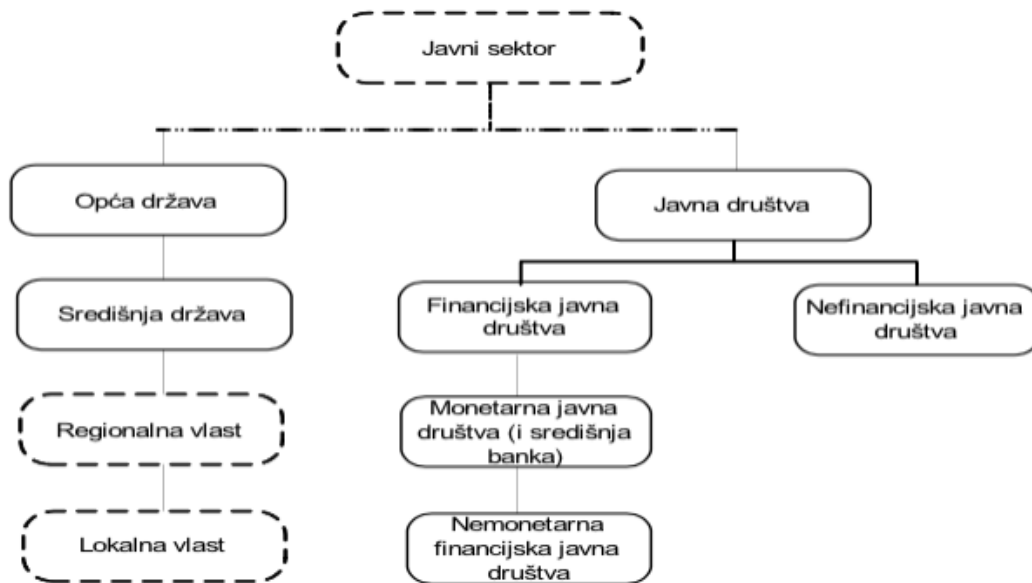 Javni sektor
Opća država
Javna društva
Središnja država
Financijska javna
društva
Nefinancijska javna
društva
Regionalna vlast
Monetarna javna
društva (i središnja
banka)
Lokalna vlast
Nemonetarna
financijska javna
društva